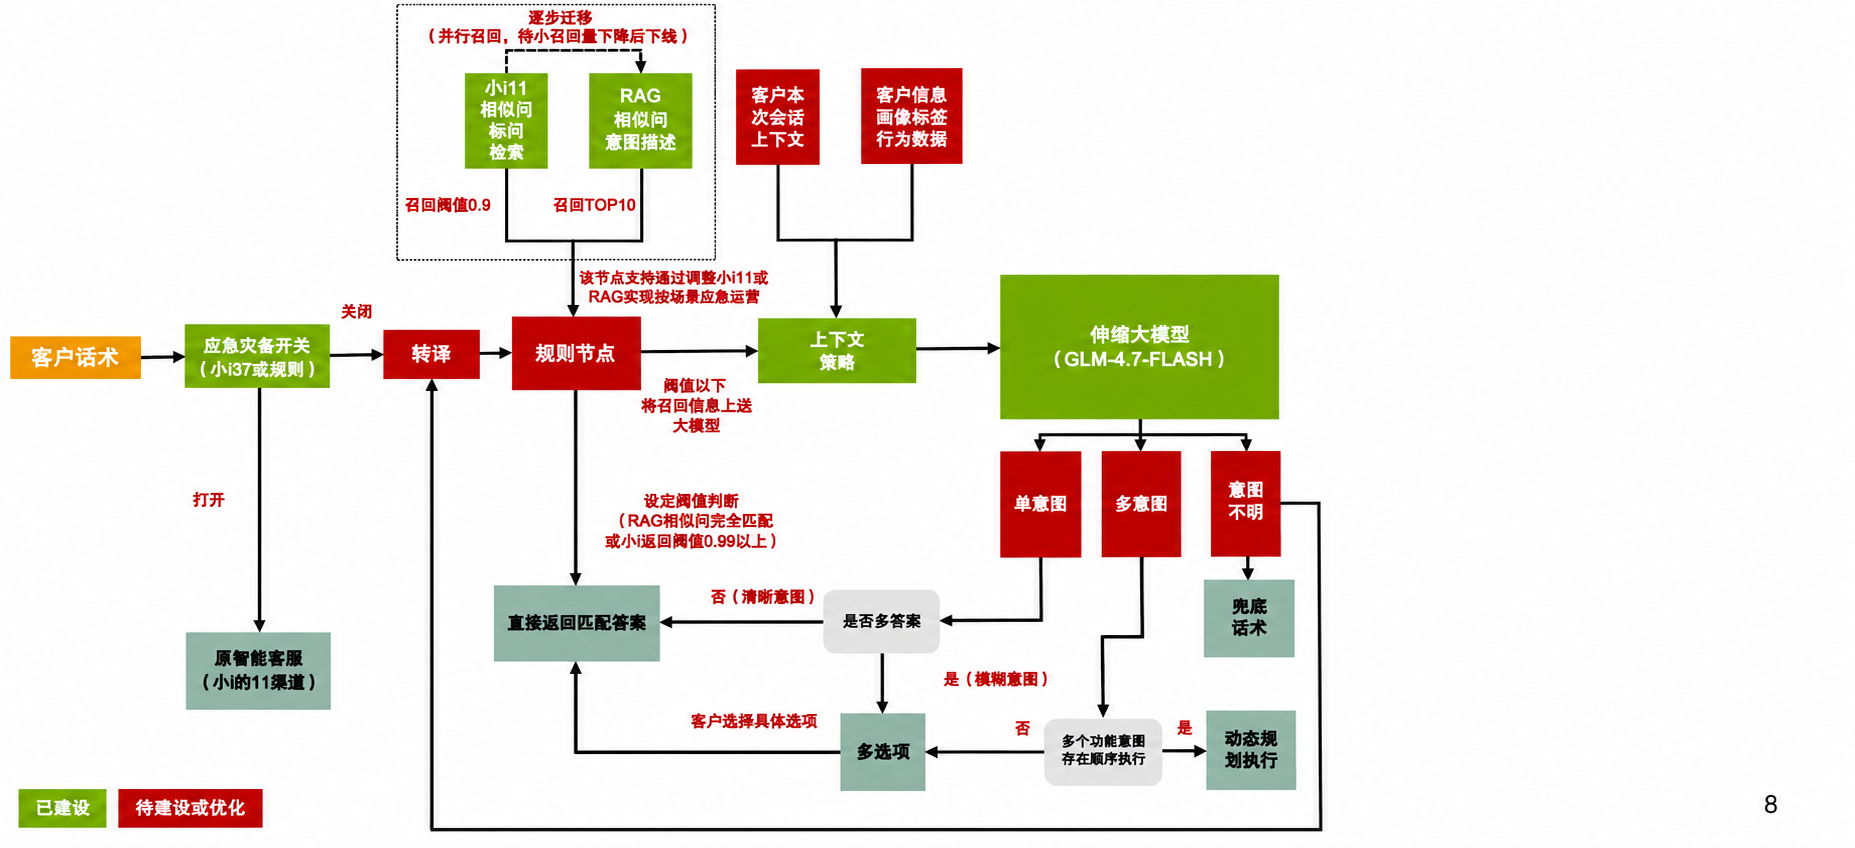 逐步迁移
（并行召回，待小召回量下降后下线）
小i11
相似问
标问
检索
RAG
相似问
意图描述
客户本
次会话
上下文
客户信息
画像标签
行为数据
召回阈值0.9
召回TOP10
该节点支持通过调整小i11或
RAG实现按场景应急运营
关闭
客户话术
应急灾备开关
（小i37或规则）
转译
规则节点
上下文
策略
伸缩大模型
（GLM-4.7-FLASH）
阈值以下
将召回信息上送
大模型
打开
设定阈值判断
（RAG相似问完全匹配
或小i返回阈值0.99以上）
单意图
多意图
意图
不明
否（清晰意图）
直接返回匹配答案
是否多答案
兜底
话术
原智能客服
（小i的11渠道）
是（模糊意图）
客户选择具体选项
多选项
否
多个功能意图
存在顺序执行
是
动态规
划执行
已建设
待建设或优化
8